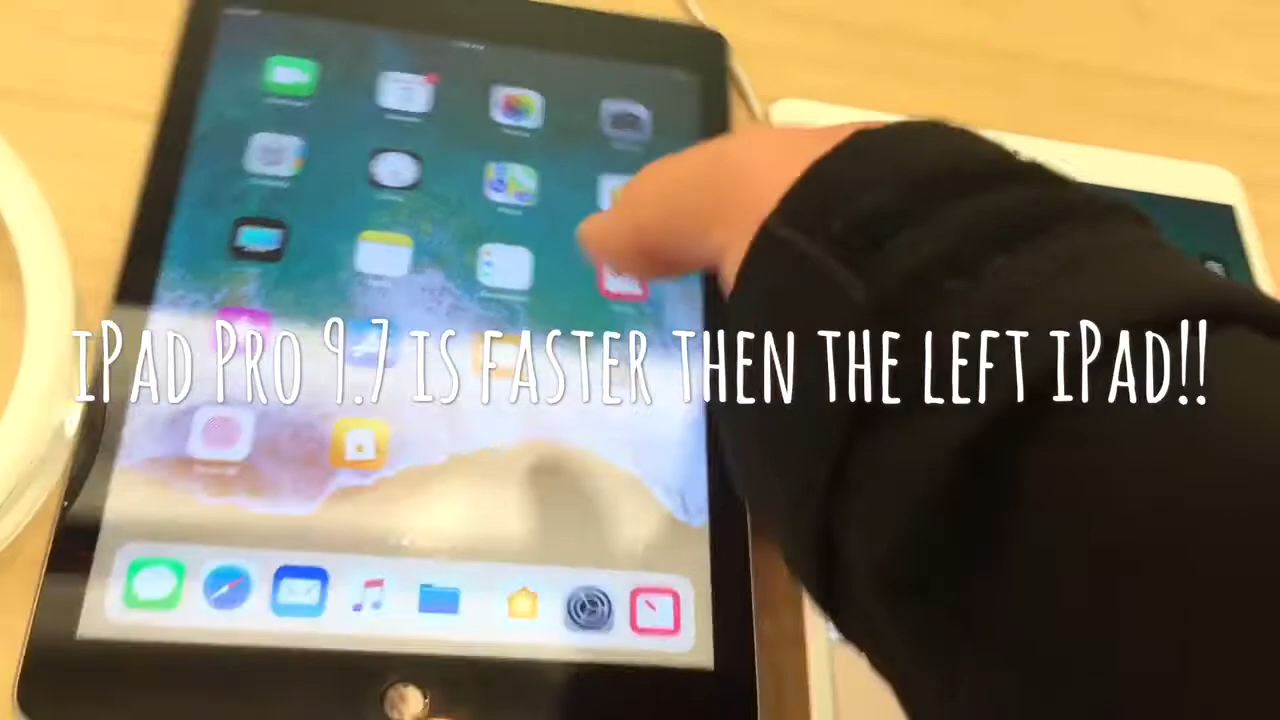 iPad Pro 9.7 is faster then the left iPad!!